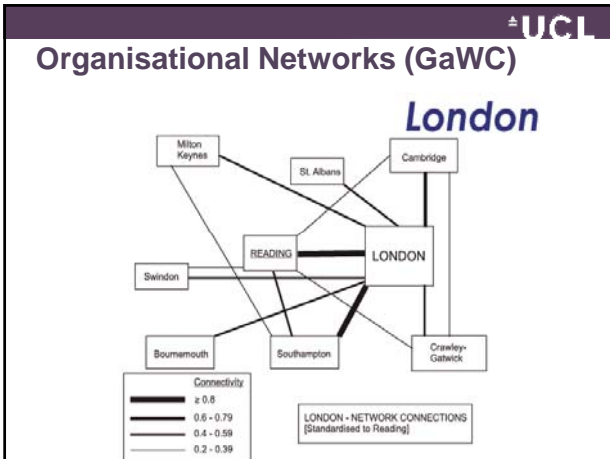 UCL
Organisational Networks (GaWC)
London
Milton
Keynes
St. Albans
Cambridge
READING
LONDON
Swindon
Bournemouth
Southampton
Crawley-
Gatwick
Connectivity
≥ 0.8
0.6 - 0.79
0.4 - 0.59
0.2 - 0.39
LONDON - NETWORK CONNECTIONS
[Standardised to Reading]